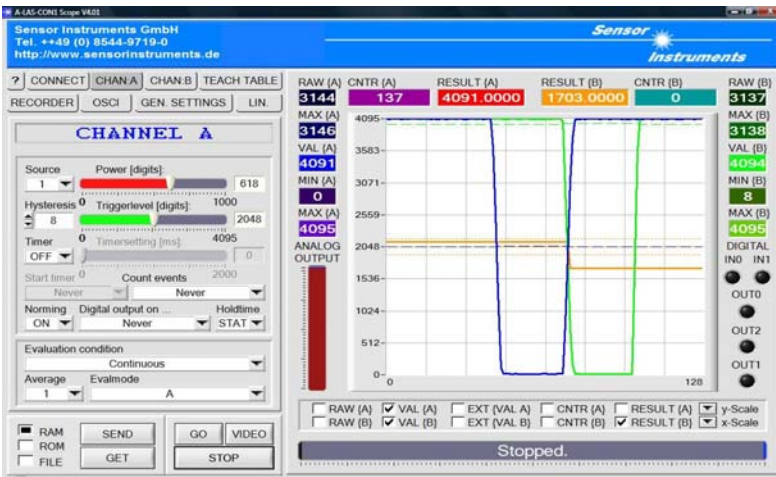 A-LAS-CON1 Scope V4.01
Sensor Instruments GmbH
Tel. ++49 (0) 8544-9719-0
http://www.sensorinstruments.de
Sensor
Instruments
? CONNECT CHAN:A CHAN:B TEACH TABLE
RECORDER OSCI GEN. SETTINGS LIN.
CHANNEL A
Source Power [digits]:
1 618
Hysteresis 0 Triggerlevel [digits]: 1000
8 2048
Timer 0 Timersetting [ms]: 4095
OFF 0
Start timer 0 Count events 2000
Never Never
Norming Digital output on ... Holdtime
ON Never STAT
Evaluation condition
Continuous
Average Evalmode
1 A
RAM
ROM
FILE
SEND GO VIDEO
GET STOP
RAW (A) CNTR (A) RESULT (A) RESULT (B) CNTR (B) RAW (B)
3144 137 4091.0000 1703.0000 0 3137
MAX (A) MAX (B)
3146 3138
VAL (A) VAL (B)
4091 4094
MIN (A) MIN (B)
0 8
MAX (A) MAX (B)
4095 4095
ANALOG OUTPUT
DIGITAL
IN0 IN1
OUT0
OUT2
OUT1
4095-
3583-
3071-
2559-
2048-
1536-
1024-
512-
0-
0 128
RAW (A) VAL (A) EXT (VAL A) CNTR (A) RESULT (A) y-Scale
RAW (B) VAL (B) EXT (VAL B) CNTR (B) RESULT (B) x-Scale
Stopped.